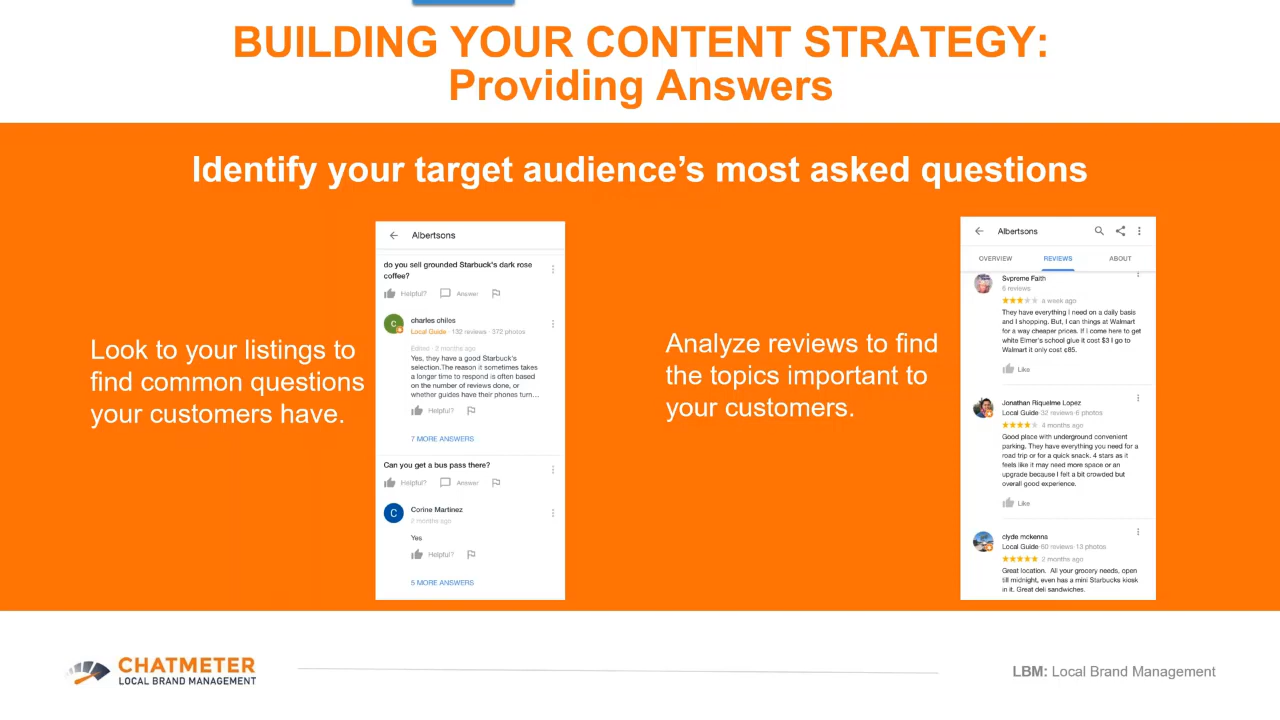 BUILDING YOUR CONTENT STRATEGY:
Providing Answers
Identify your target audience's most asked questions
Look to your listings to
find common questions
your customers have.
Albertsons
do you sell grounded Starbuck's dark rose
coffee?
Helpful?
Answer
C
charles chiles
Local Guide · 132 reviews · 372 photos
Edited · 2 months ago
Yes, they have a good Starbuck's
selection.The reason it sometimes takes
a longer time to respond is often based
on the number of reviews done, or
whether guides have their phones turn...
Helpful?
7 MORE ANSWERS
Can you get a bus pass there?
Helpful?
Answer
C
Corine Martinez
2 months ago
Yes
Helpful?
5 MORE ANSWERS
Analyze reviews to find
the topics important to
your customers.
Albertsons
OVERVIEW REVIEWS ABOUT
Svpreme Faith
6 reviews
a week ago
They have everything I need on a daily basis
and I shopping. But, I can things at Walmart
for a way cheaper prices. If I come here to get
white Elmer's school glue it cost $3 I go to
Walmart it only cost ¢85.
Like
Jonathan Riquelme Lopez
Local Guide·32 reviews·6 photos
4 months ago
Good place with underground convenient
parking. They have everything you need for a
road trip or for a quick snack. 4 stars as it
feels like it may need more space or an
upgrade because I felt a bit crowded but
overall good experience.
Like
clyde mckenna
Local Guide·60 reviews·13 photos
2 months ago
Great location. All your grocery needs, open
till midnight, even has a mini Starbucks kiosk
in it. Great deli sandwiches.
CHATMETER
LOCAL BRAND MANAGEMENT
LBM: Local Brand Management